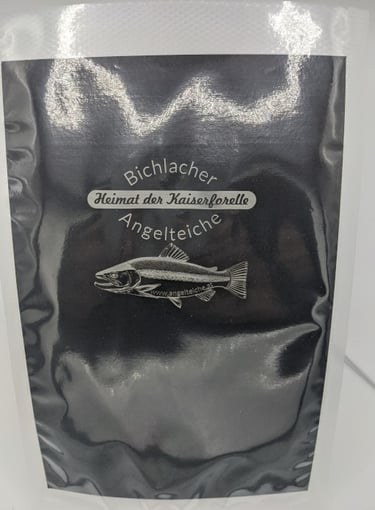 Bichlacher
Heimat der Kaiserforelle
Angelteiche
www.angelteiche.at